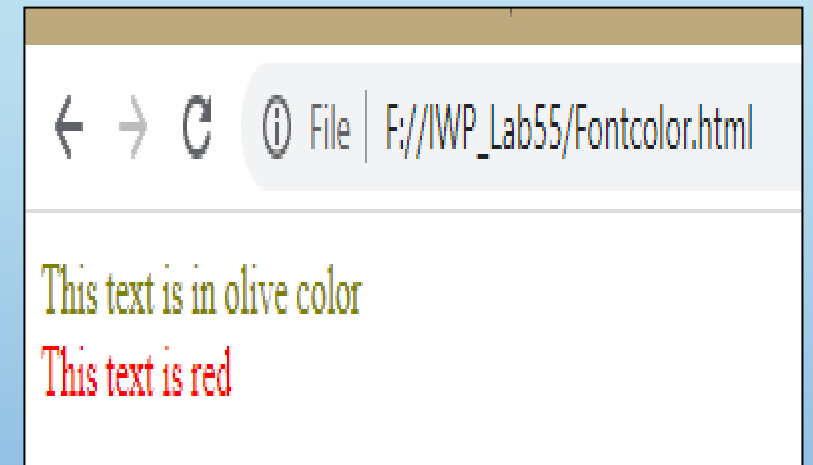 File F://IWP_Lab55/Fontcolor.html
This text is in olive color
This text is red